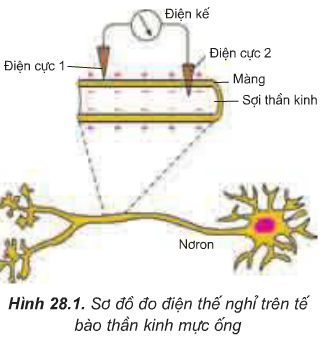 Điện kế
Điện cực 1
Điện cực 2
Màng
Sợi thần kinh
Nơron
Hình 28.1. Sơ đồ đo điện thế nghỉ trên tế
bào thần kinh mực ống